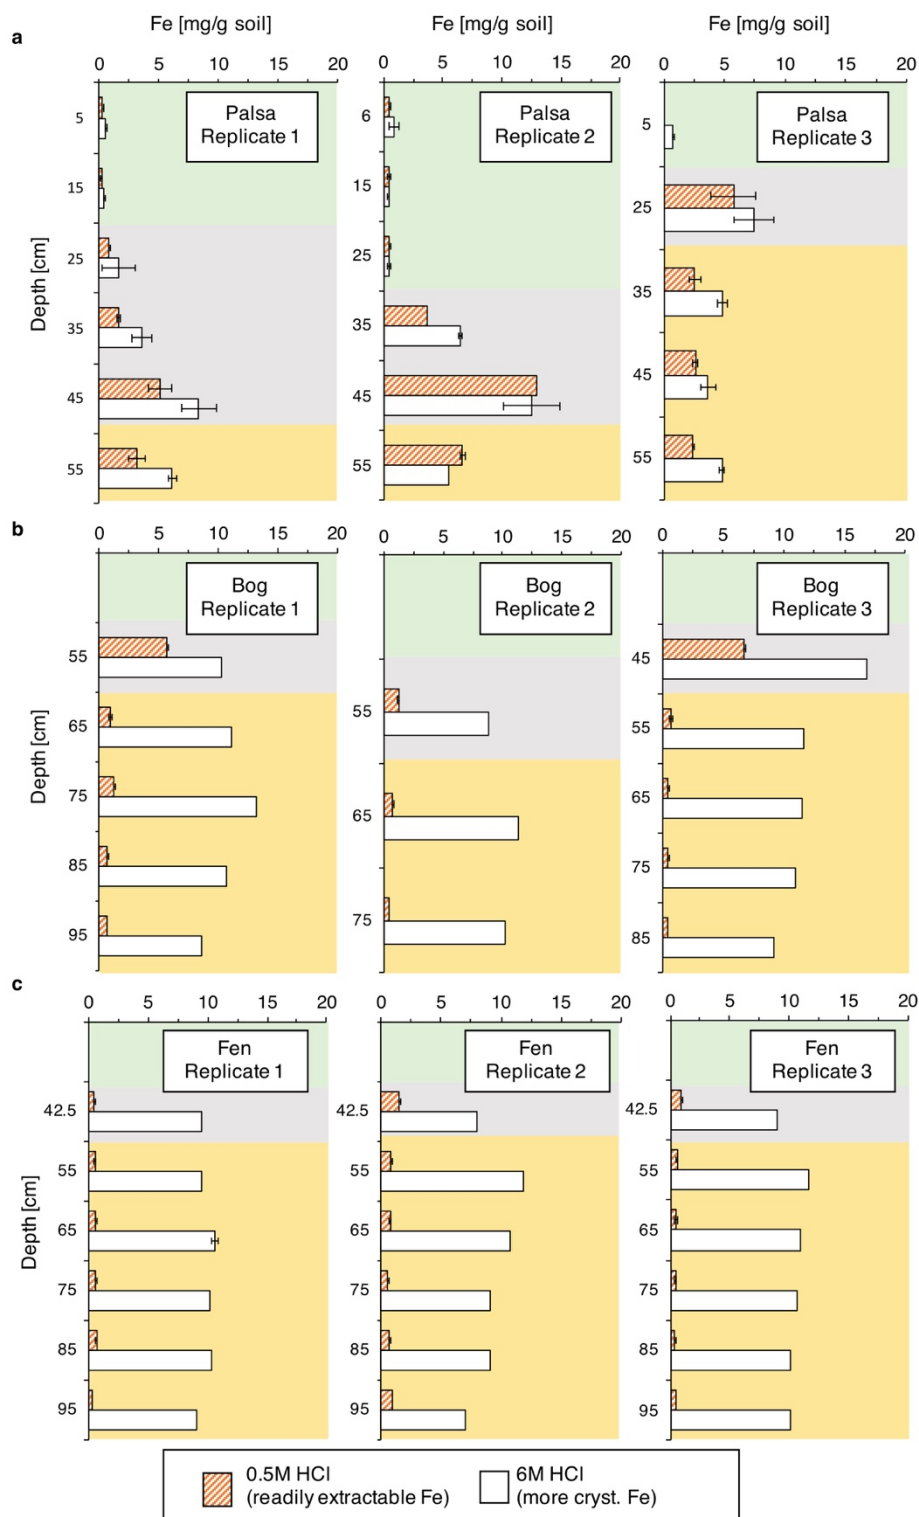 Fe [mg/g soil] Fe [mg/g soil] Fe [mg/g soil]
a
0 5 10 15 20 0 5 10 15 20 0 5 10 15 20
Palsa
Replicate 1
Palsa
Replicate 2
Palsa
Replicate 3
Depth [cm]
5
15
25
35
45
55
6
15
25
35
45
55
5
25
35
45
55
b
0 5 10 15 20 0 5 10 15 20 0 5 10 15 20
Bog
Replicate 1
Bog
Replicate 2
Bog
Replicate 3
Depth [cm]
55
65
75
85
95
55
65
75
45
55
65
75
85
c
0 5 10 15 20 0 5 10 15 20 0 5 10 15 20
Fen
Replicate 1
Fen
Replicate 2
Fen
Replicate 3
Depth [cm]
42.5
55
65
75
85
95
42.5
55
65
75
85
95
42.5
55
65
75
85
95
0.5M HCl
(readily extractable Fe)
6M HCl
(more cryst. Fe)